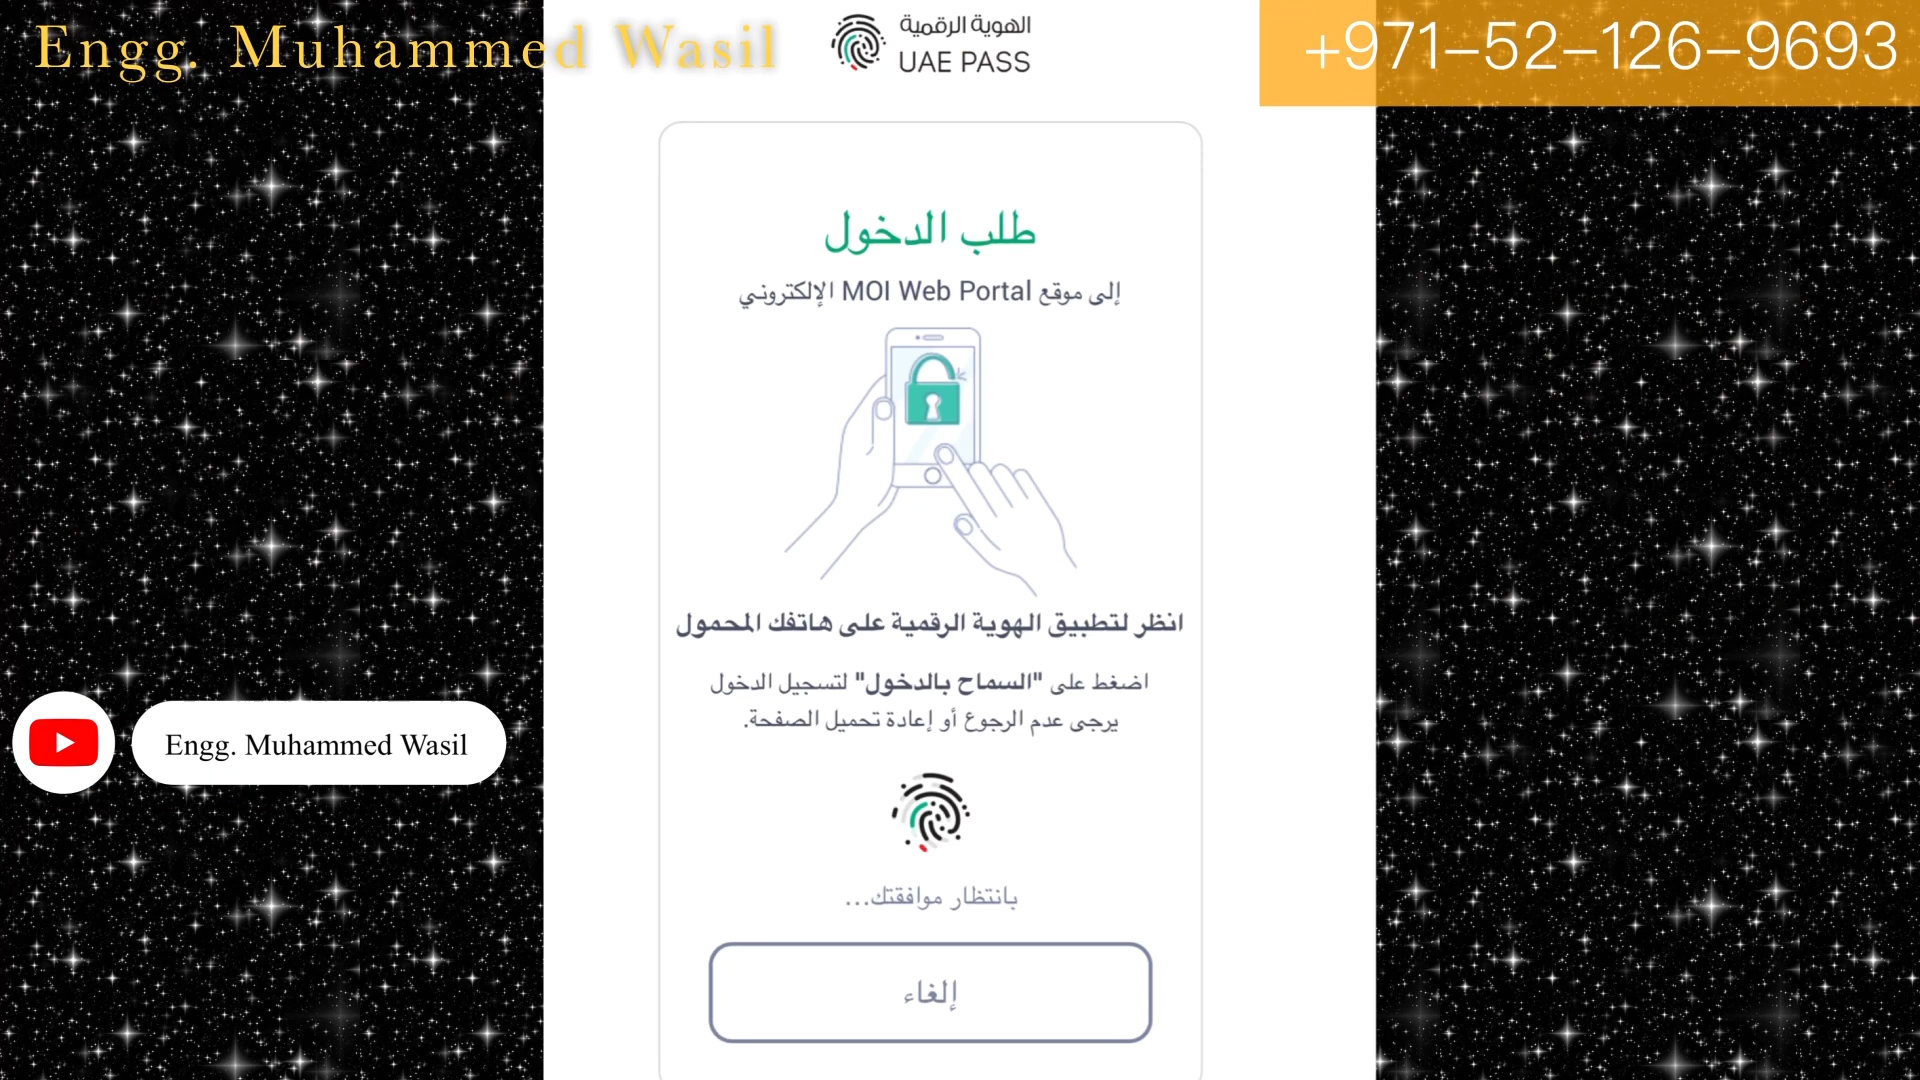 Engg. Muhammed Wasil
الهوية الرقمية
UAE PASS
+971-52-126-9693
طلب الدخول
إلى موقع MOI Web Portal الإلكتروني
انظر لتطبيق الهوية الرقمية على هاتفك المحمول
اضغط على "السماح بالدخول" لتسجيل الدخول
يرجى عدم الرجوع أو إعادة تحميل الصفحة.
Engg. Muhammed Wasil
بانتظار موافقتك...
إلغاء